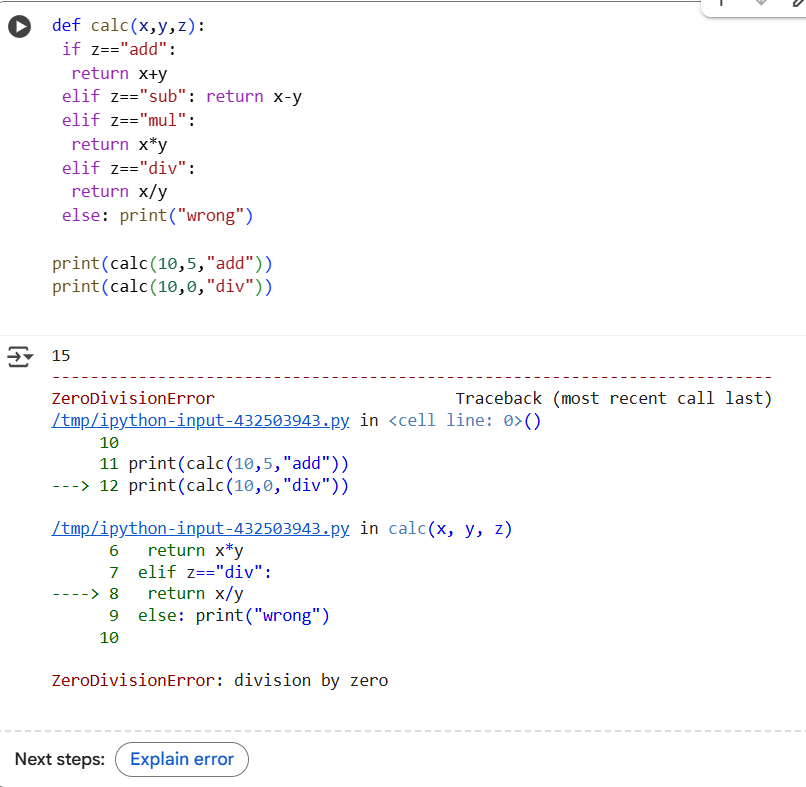 def calc(x,y,z):
 if z=="add":
  return x+y
 elif z=="sub": return x-y
 elif z=="mul":
  return x*y
 elif z=="div":
  return x/y
 else: print("wrong")
print(calc(10,5,"add"))
print(calc(10,0,"div"))
15
---------------------------------------------------------------------------
ZeroDivisionError                         Traceback (most recent call last)
/tmp/ipython-input-432503943.py in <cell line: 0>()
     10
     11 print(calc(10,5,"add"))
---> 12 print(calc(10,0,"div"))
/tmp/ipython-input-432503943.py in calc(x, y, z)
      6   return x*y
      7  elif z=="div":
----> 8   return x/y
      9  else: print("wrong")
     10
ZeroDivisionError: division by zero
Next steps: Explain error